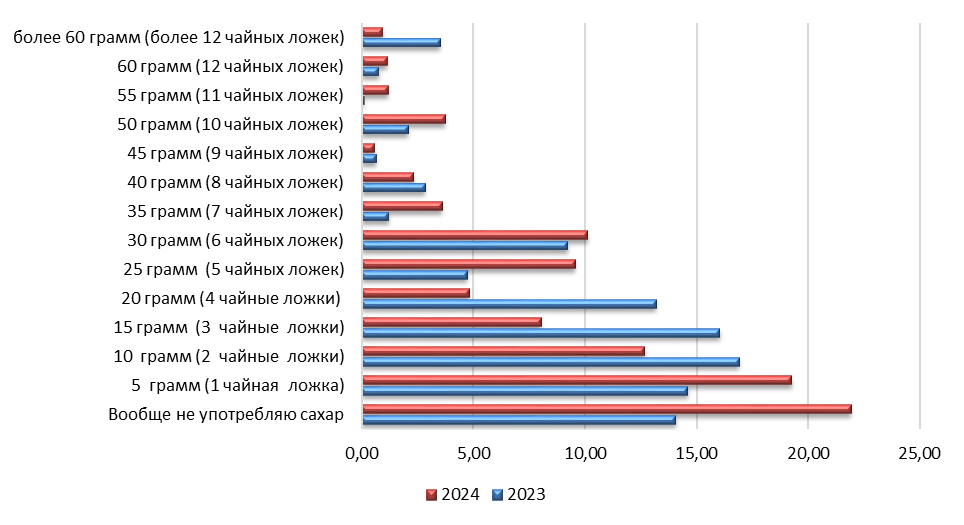 более 60 грамм (более 12 чайных ложек)
60 грамм (12 чайных ложек)
55 грамм (11 чайных ложек)
50 грамм (10 чайных ложек)
45 грамм (9 чайных ложек)
40 грамм (8 чайных ложек)
35 грамм (7 чайных ложек)
30 грамм (6 чайных ложек)
25 грамм (5 чайных ложек)
20 грамм (4 чайные ложки)
15 грамм (3 чайные ложки)
10 грамм (2 чайные ложки)
5 грамм (1 чайная ложка)
Вообще не употребляю сахар
0,00 5,00 10,00 15,00 20,00 25,00
2024 2023